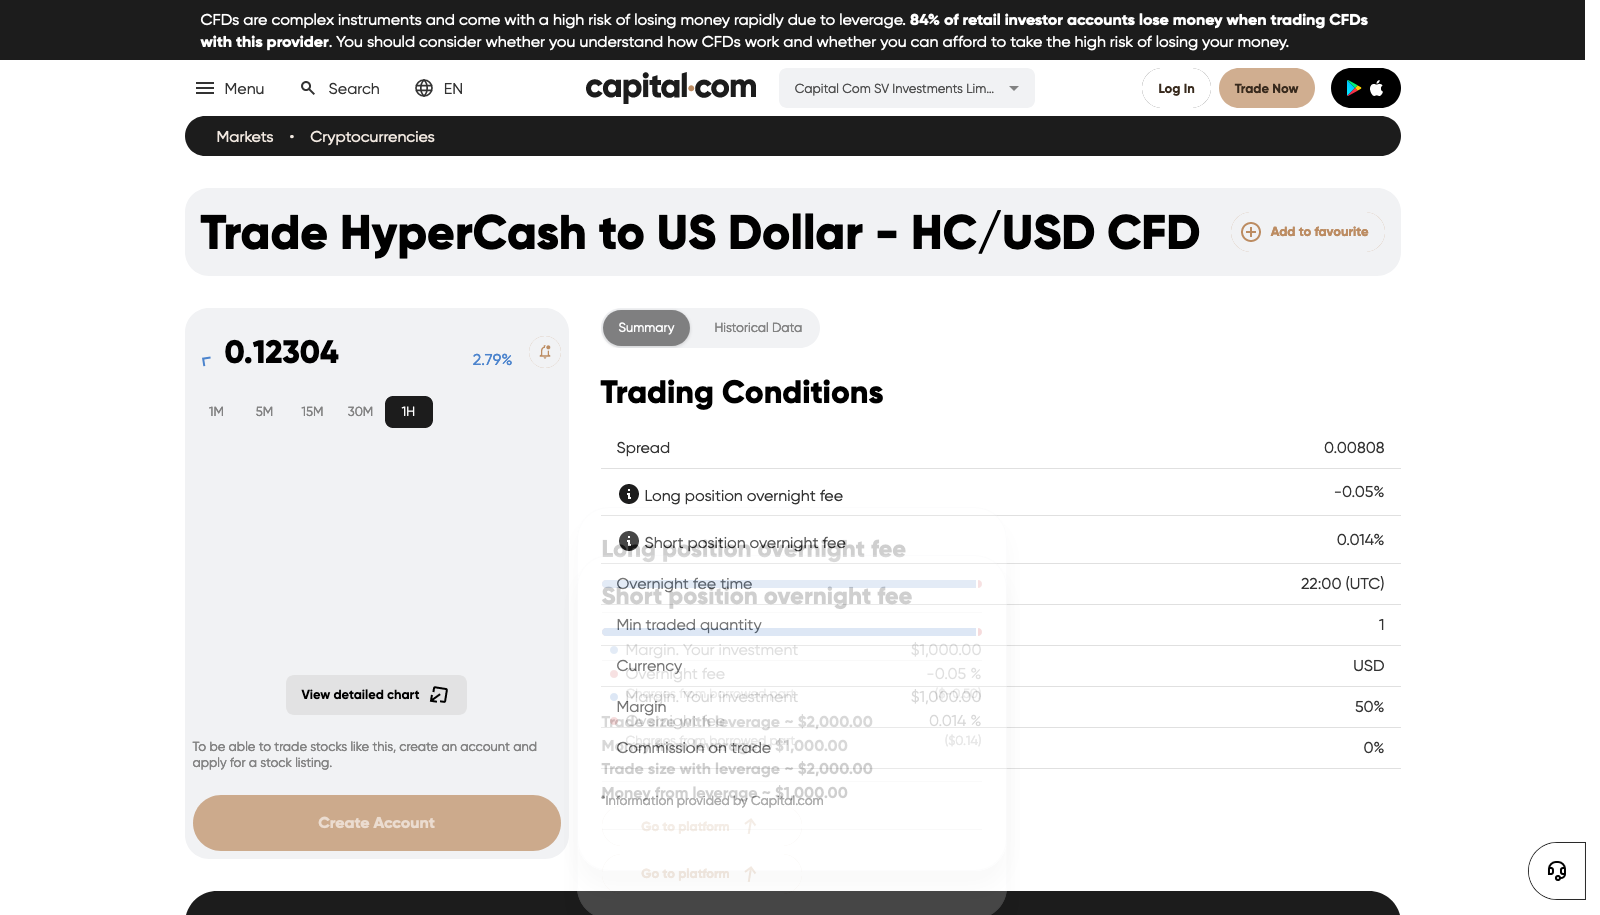 CFDs are complex instruments and come with a high risk of losing money rapidly due to leverage. 84% of retail investor accounts lose money when trading CFDs
with this provider. You should consider whether you understand how CFDs work and whether you can afford to take the high risk of losing your money.
Menu
Search
EN
capital.com
Capital Com SV Investments Lim...
Log In
Trade Now
Markets • Cryptocurrencies
Trade HyperCash to US Dollar - HC/USD CFD
Add to favourite
0.12304
2.79%
1M 5M 15M 30M 1H
View detailed chart
To be able to trade stocks like this, create an account and
apply for a stock listing.
Create Account
Summary
Historical Data
Trading Conditions
Spread 0.00808
Long position overnight fee -0.05%
Short position overnight fee 0.014%
Overnight fee time 22:00 (UTC)
Min traded quantity 1
Currency USD
Margin 50%
Commission on trade 0%
*Information provided by Capital.com
Long position overnight fee
Margin. Your investment $1,000.00
Overnight fee -0.05 %
Charges from borrowed part
Trade size with leverage ~ $2,000.00
Money from leverage ~ $1,000.00
Go to platform
Short position overnight fee
Margin. Your investment $1,000.00
Overnight fee 0.014 %
Charges from borrowed part ($0.14)
Trade size with leverage ~ $2,000.00
Money from leverage ~ $1,000.00
Go to platform